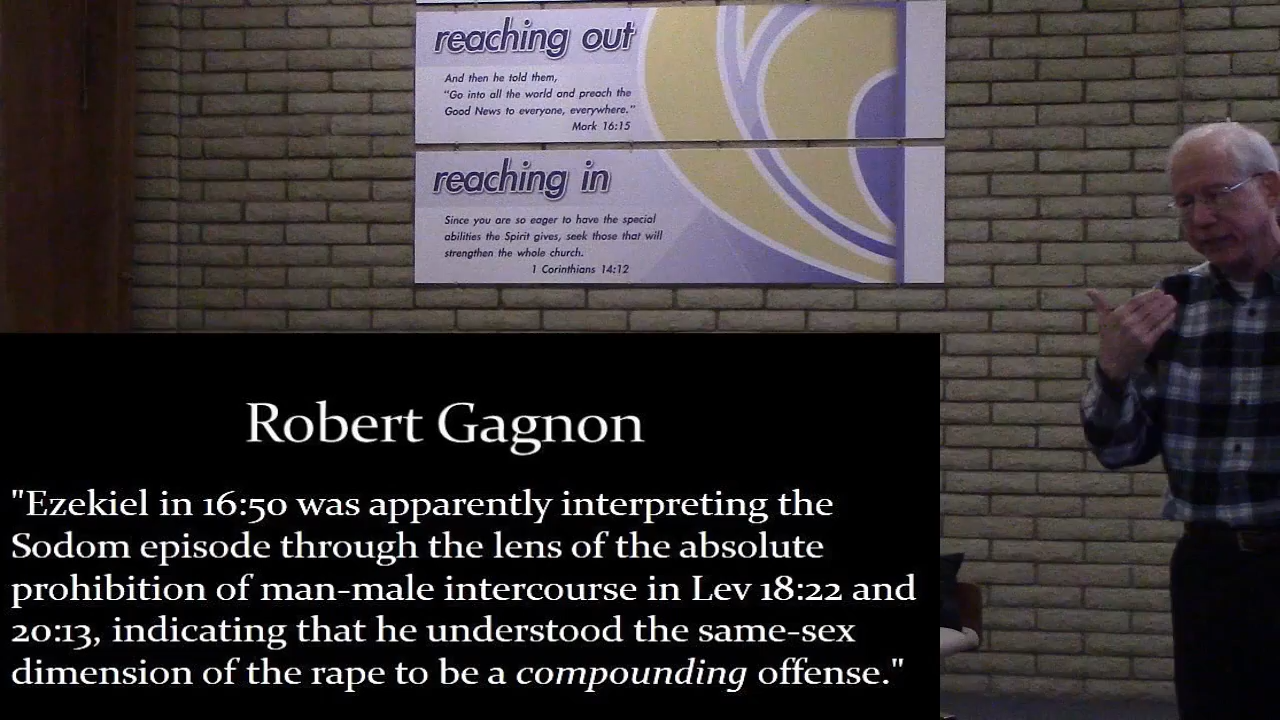 reaching out
And then he told them,
"Go into all the world and preach the
Good News to everyone, everywhere."
Mark 16:15
reaching in
Since you are so eager to have the special
abilities the Spirit gives, seek those that will
strengthen the whole church.
1 Corinthians 14:12
Robert Gagnon
"Ezekiel in 16:50 was apparently interpreting the
Sodom episode through the lens of the absolute
prohibition of man-male intercourse in Lev 18:22 and
20:13, indicating that he understood the same-sex
dimension of the rape to be a compounding offense."